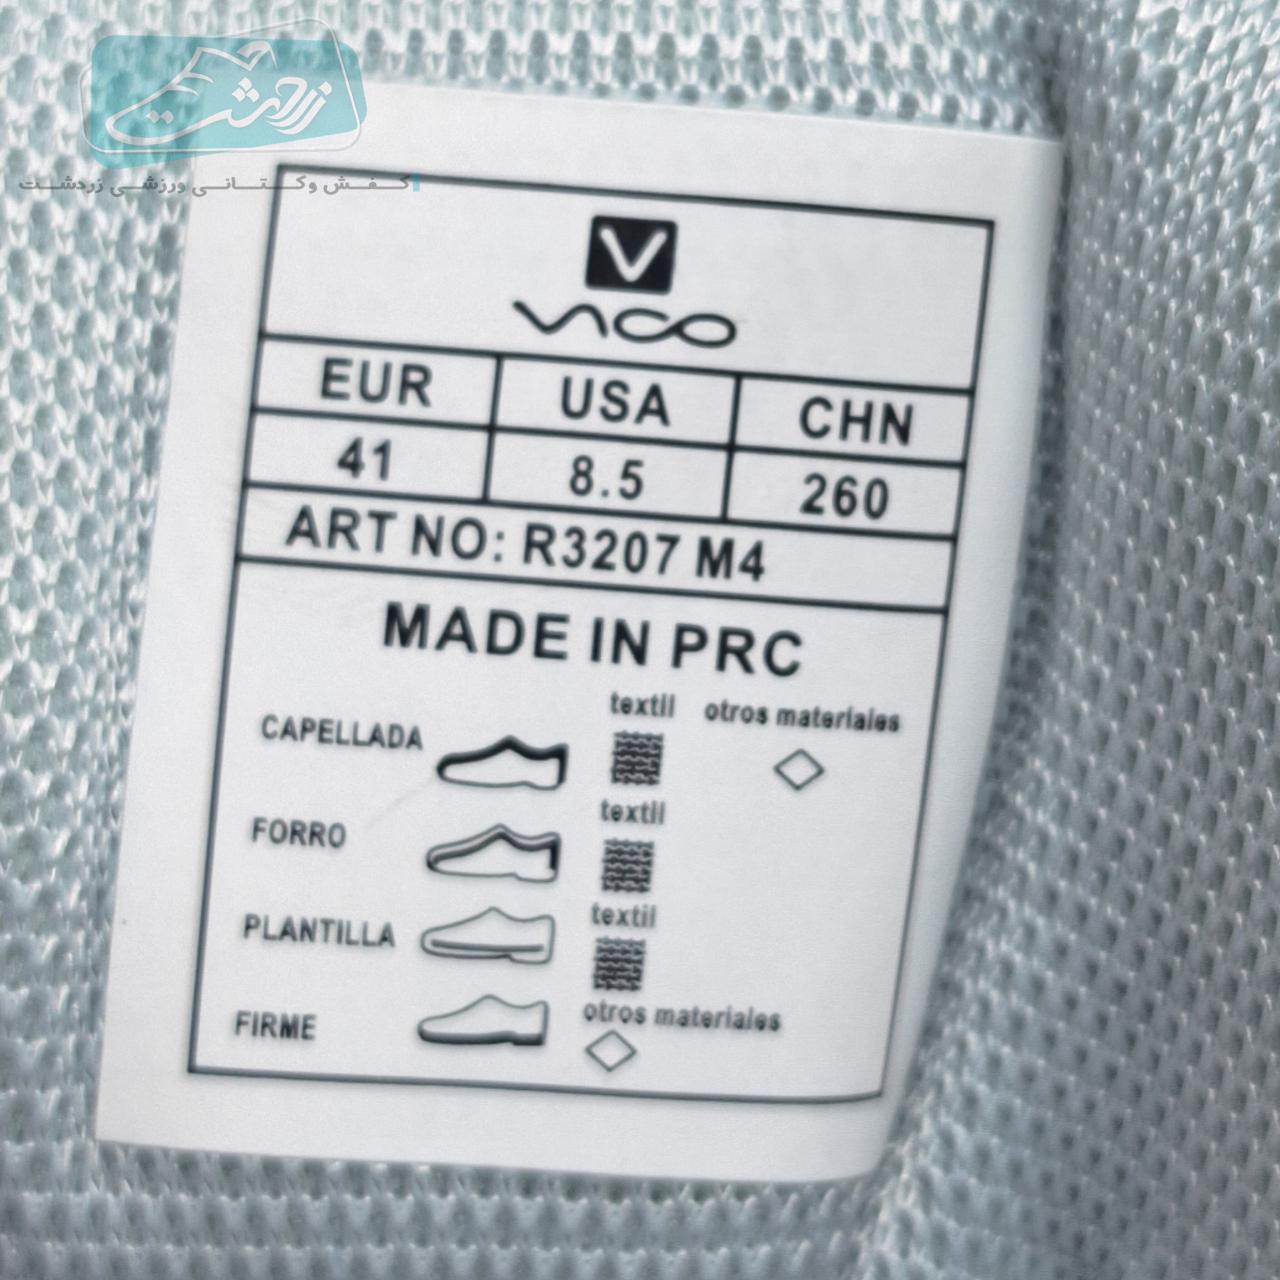 زردشت
کفش و کتانی ورزشی زردشت
V
VICO
EUR USA CHN
41 8.5 260
ART NO: R3207 M4
MADE IN PRC
textil otros materiales
CAPELLADA
textil
FORRO
textil
PLANTILLA
otros materiales
FIRME